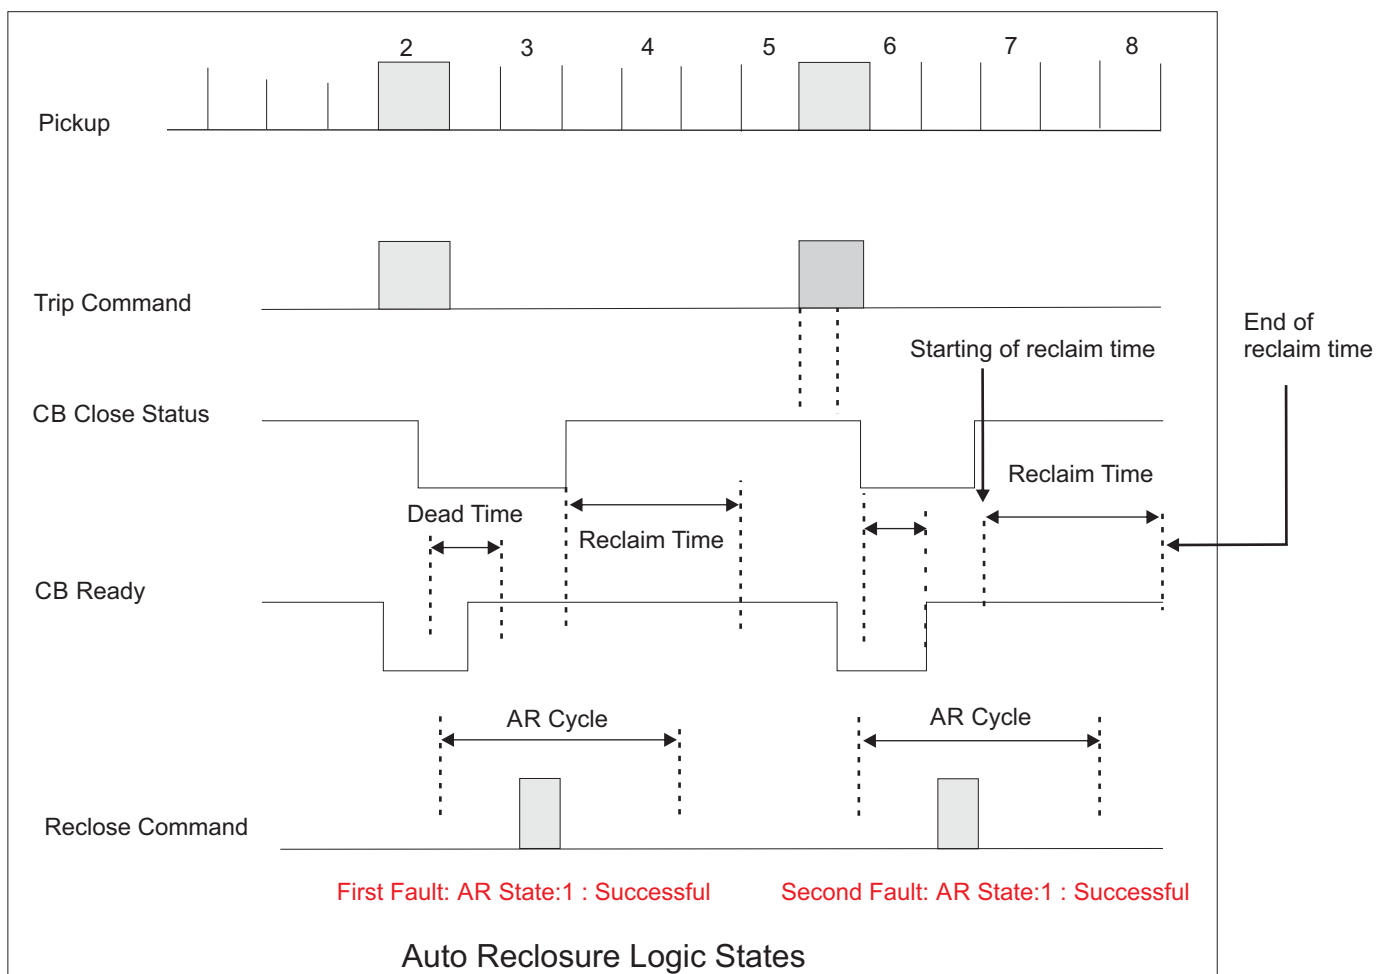 2 3 4 5 6 7 8
Pickup
Trip Command
End of
reclaim time
Starting of reclaim time
CB Close Status
Reclaim Time
Dead Time
Reclaim Time
CB Ready
AR Cycle AR Cycle
Reclose Command
First Fault: AR State:1 : Successful Second Fault: AR State:1 : Successful
Auto Reclosure Logic States